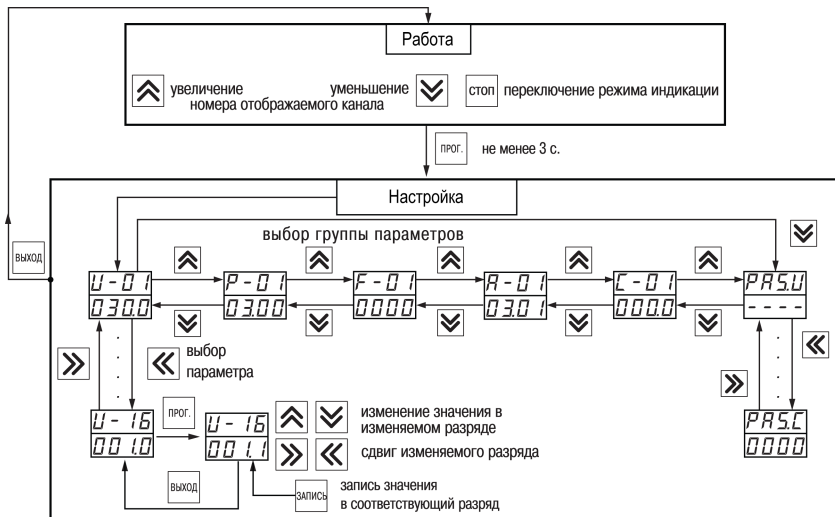 Работа
увеличение
номера отображаемого канала
уменьшение
стоп
переключение режима индикации
ПРОГ.
не менее 3 с.
Настройка
выбор группы параметров
выход
U-01
030.0
P-01
03.00
F-01
0000
A-01
03.01
C-01
000.0
PAS.U
----
выбор
параметра
U-16
001.0
ПРОГ.
U-16
001.1
изменение значения в
изменяемом разряде
сдвиг изменяемого разряда
PAS.C
0000
ВЫХОД
ЗАПИСЬ
запись значения
в соответствующий разряд